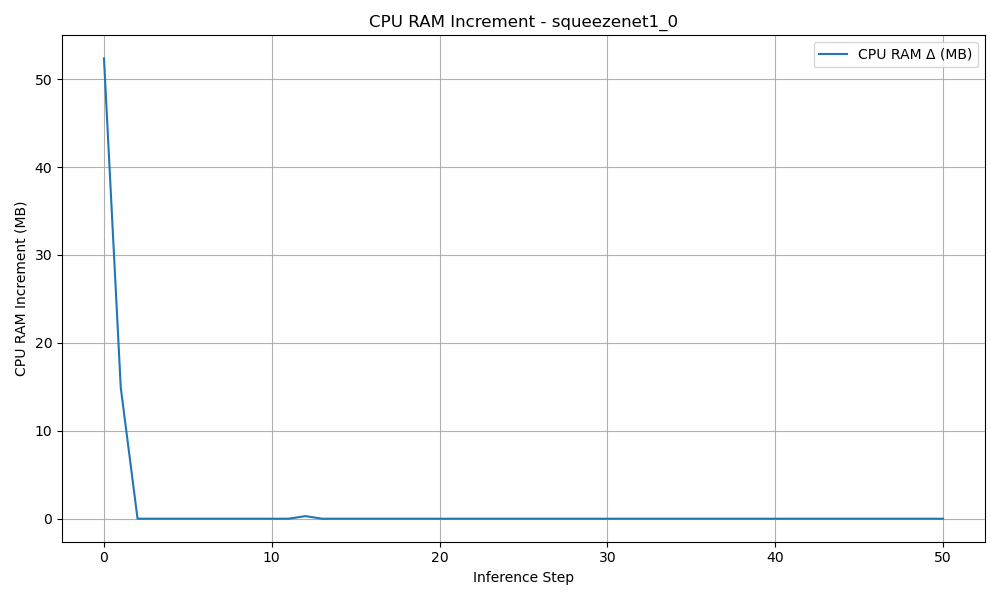 CPU RAM Increment - squeezenet1_0
CPU RAM Δ (MB)
CPU RAM Increment (MB)
50
40
30
20
10
0
0 10 20 30 40 50
Inference Step